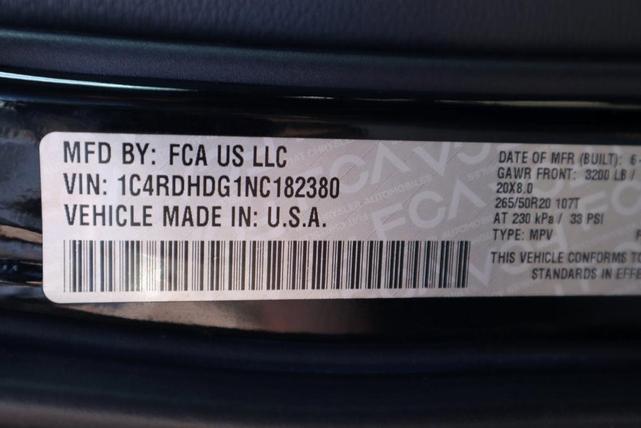 MFD BY: FCA US LLC
VIN: 1C4RDHDG1NC182380
VEHICLE MADE IN: U.S.A.
DATE OF MFR (BUILT): 6
GAWR FRONT: 3200 LB /
20X8.0
265/50R20 107T
AT 230 kPa / 33 PSI
TYPE: MPV
THIS VEHICLE CONFORMS TO
STANDARDS IN EFFE